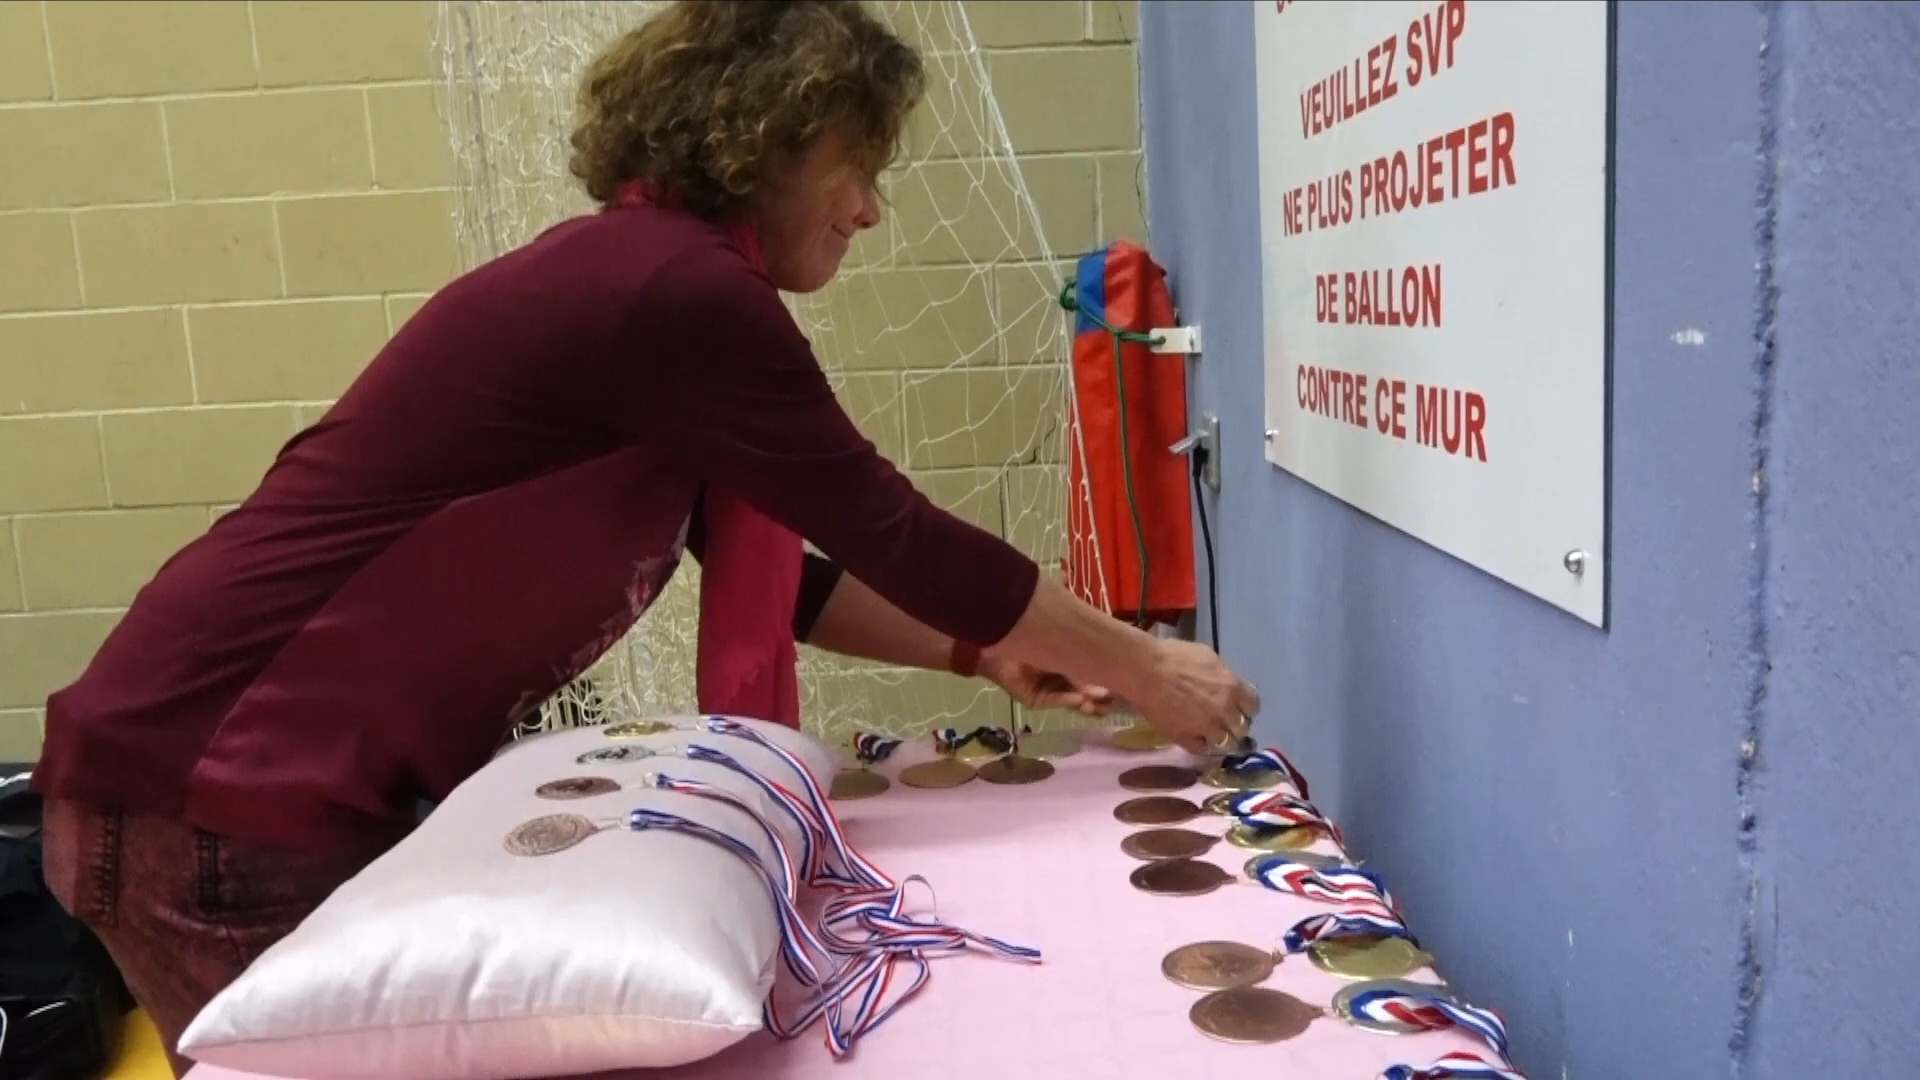 VEUILLEZ SVP
NE PLUS PROJETER
DE BALLON
CONTRE CE MUR